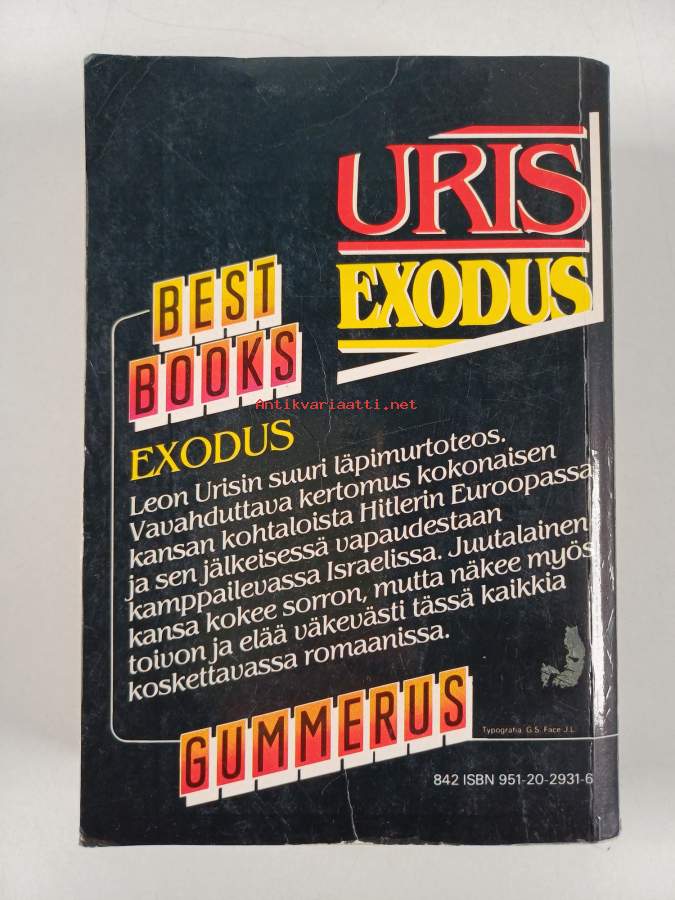 URIS
EXODUS
BEST
BOOKS
Antikvariaatti.net
EXODUS
Leon Urisin suuri läpimurtoteos.
Vavahduttava kertomus kokonaisen
kansan kohtaloista Hitlerin Euroopassa
ja sen jälkeisessä vapaudestaan
kamppailevassa Israelissa. Juutalainen
kansa kokee sorron, mutta näkee myös
toivon ja elää väkevästi tässä kaikkia
koskettavassa romaanissa.
GUMMERUS
Typografia G.S. Face J.L.
842 ISBN 951-20-2931-6